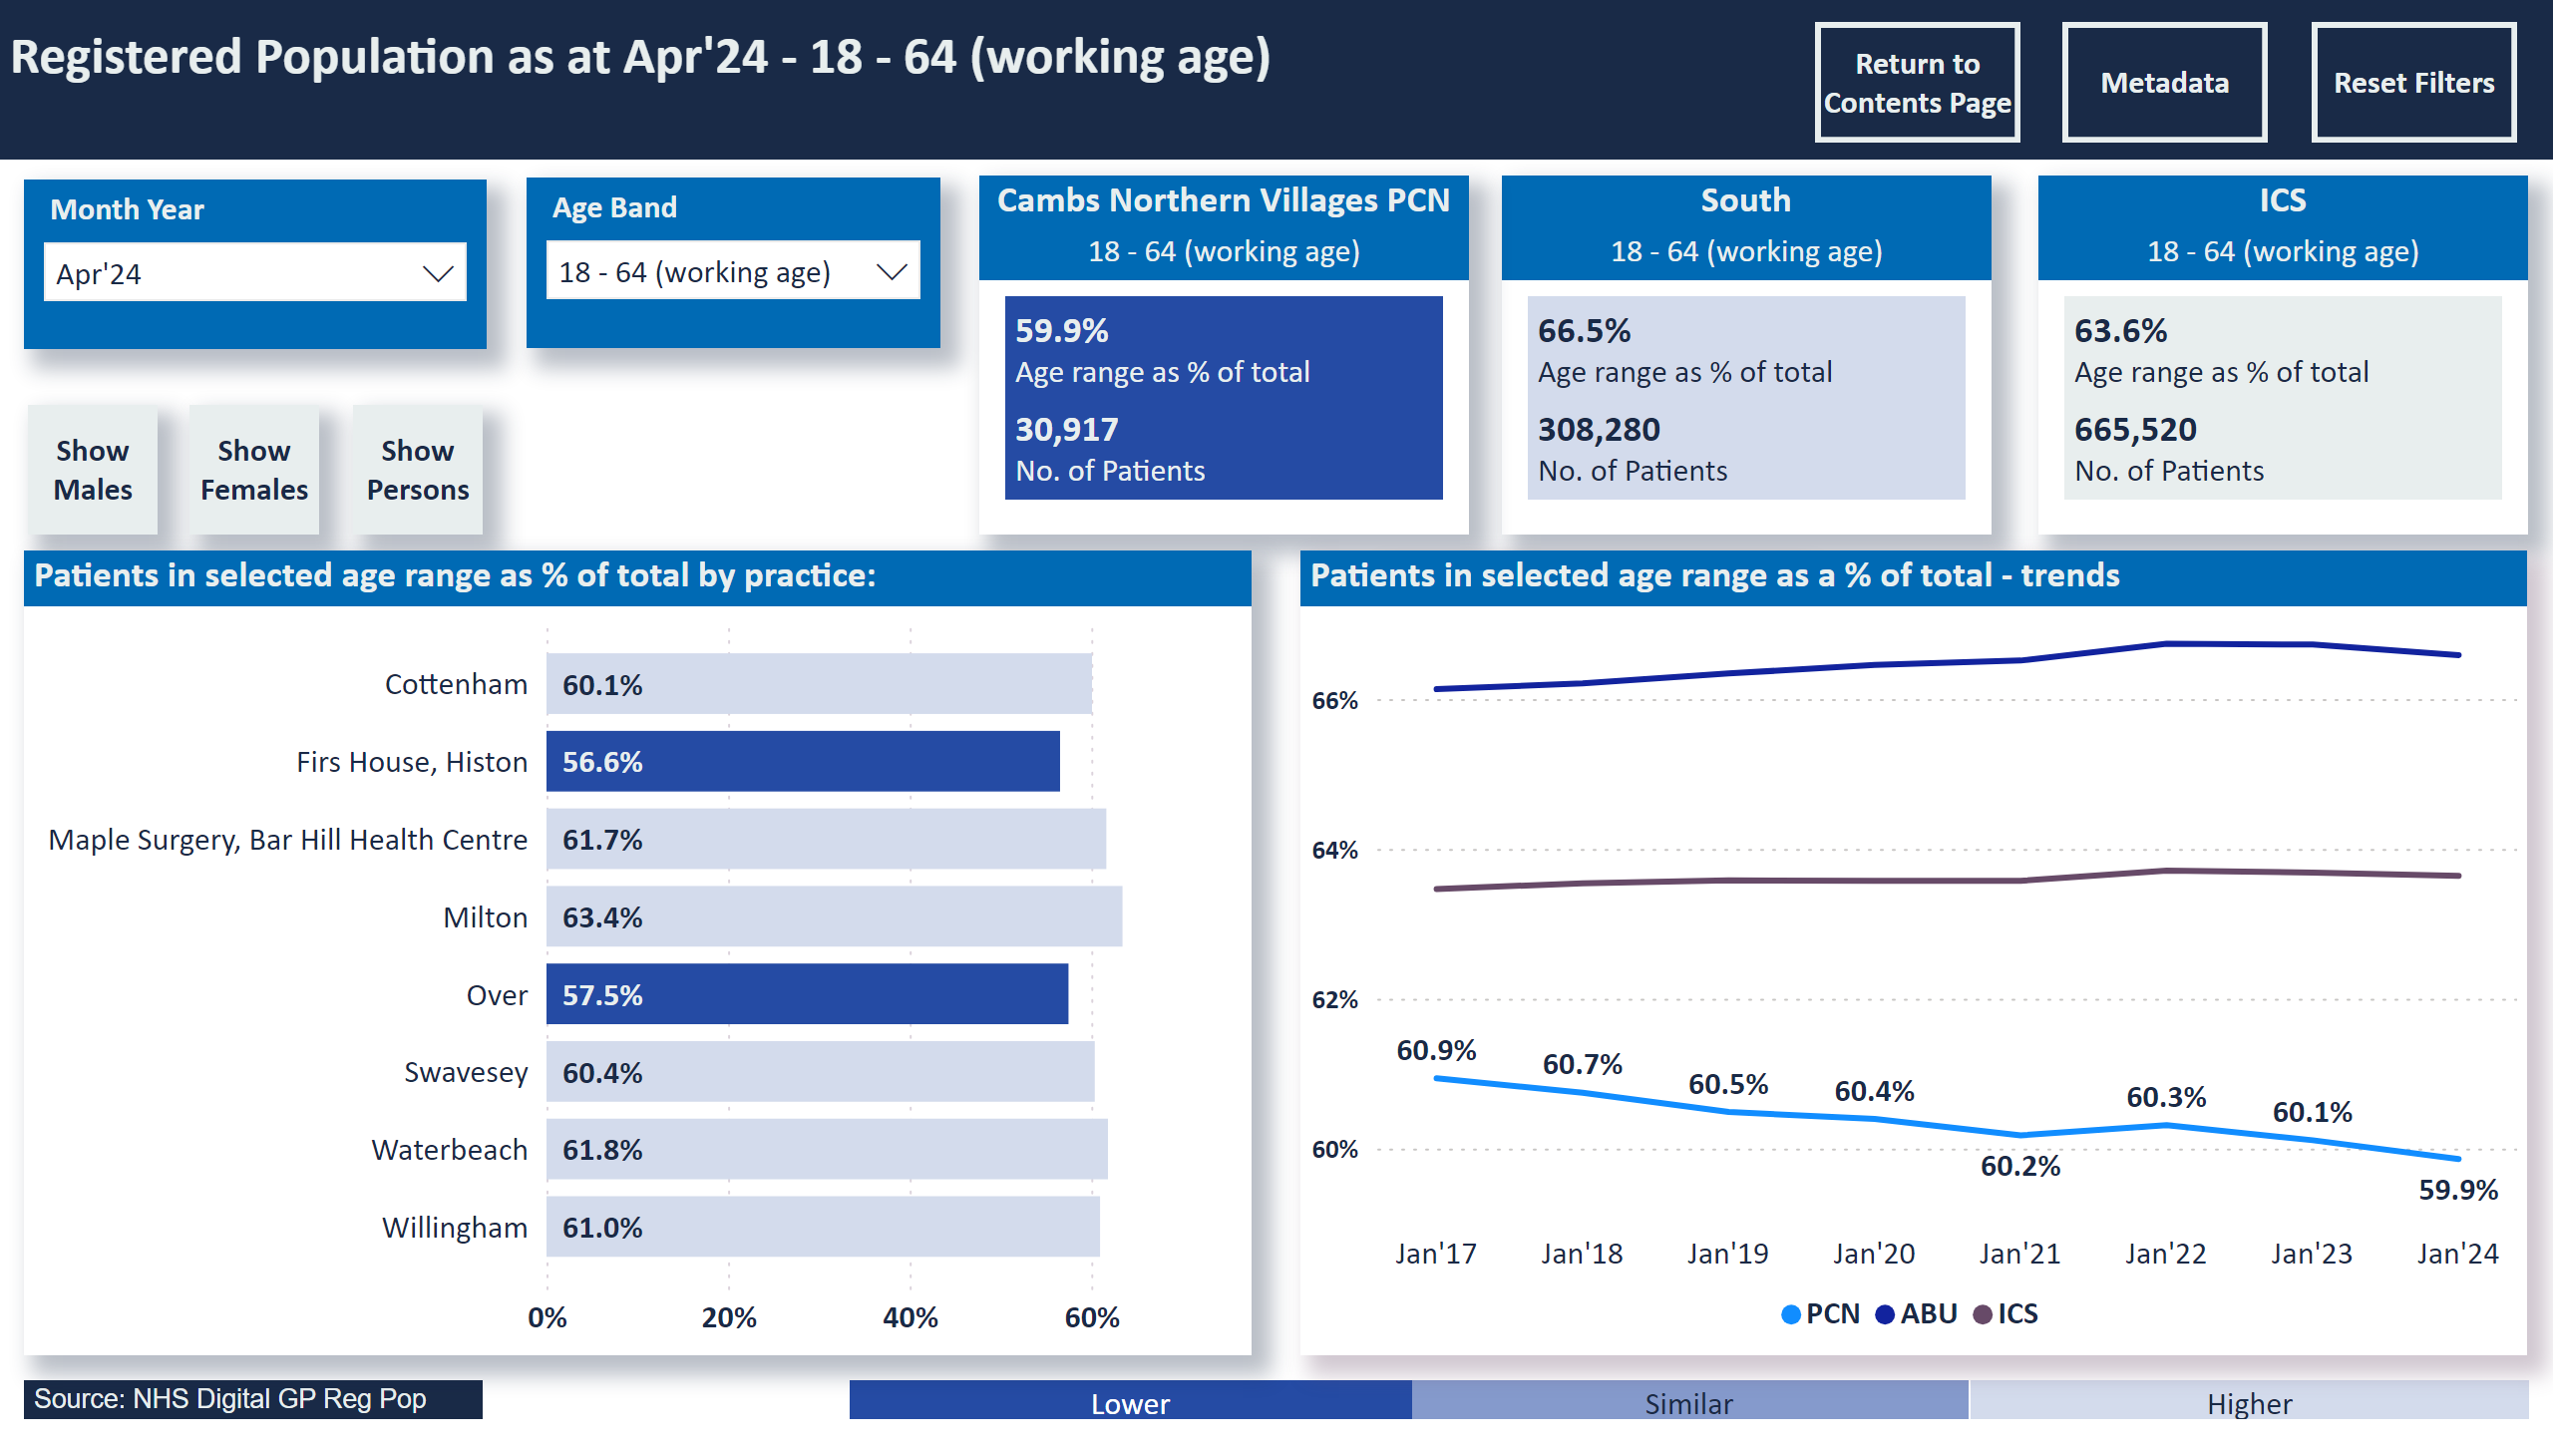 Registered Population as at Apr'24 - 18 - 64 (working age)
Return to
Contents Page
Metadata
Reset Filters
Month Year
Apr'24
Age Band
18 - 64 (working age)
Cambs Northern Villages PCN
18 - 64 (working age)
59.9%
Age range as % of total
30,917
No. of Patients
South
18 - 64 (working age)
66.5%
Age range as % of total
308,280
No. of Patients
ICS
18 - 64 (working age)
63.6%
Age range as % of total
665,520
No. of Patients
Show
Males
Show
Females
Show
Persons
Patients in selected age range as % of total by practice:
Cottenham 60.1%
Firs House, Histon 56.6%
Maple Surgery, Bar Hill Health Centre 61.7%
Milton 63.4%
Over 57.5%
Swavesey 60.4%
Waterbeach 61.8%
Willingham 61.0%
0% 20% 40% 60%
Patients in selected age range as a % of total - trends
66%
64%
62%
60%
60.9% 60.7% 60.5% 60.4% 60.2% 60.3% 60.1% 59.9%
Jan'17 Jan'18 Jan'19 Jan'20 Jan'21 Jan'22 Jan'23 Jan'24
PCN ABU ICS
Source: NHS Digital GP Reg Pop
Lower Similar Higher